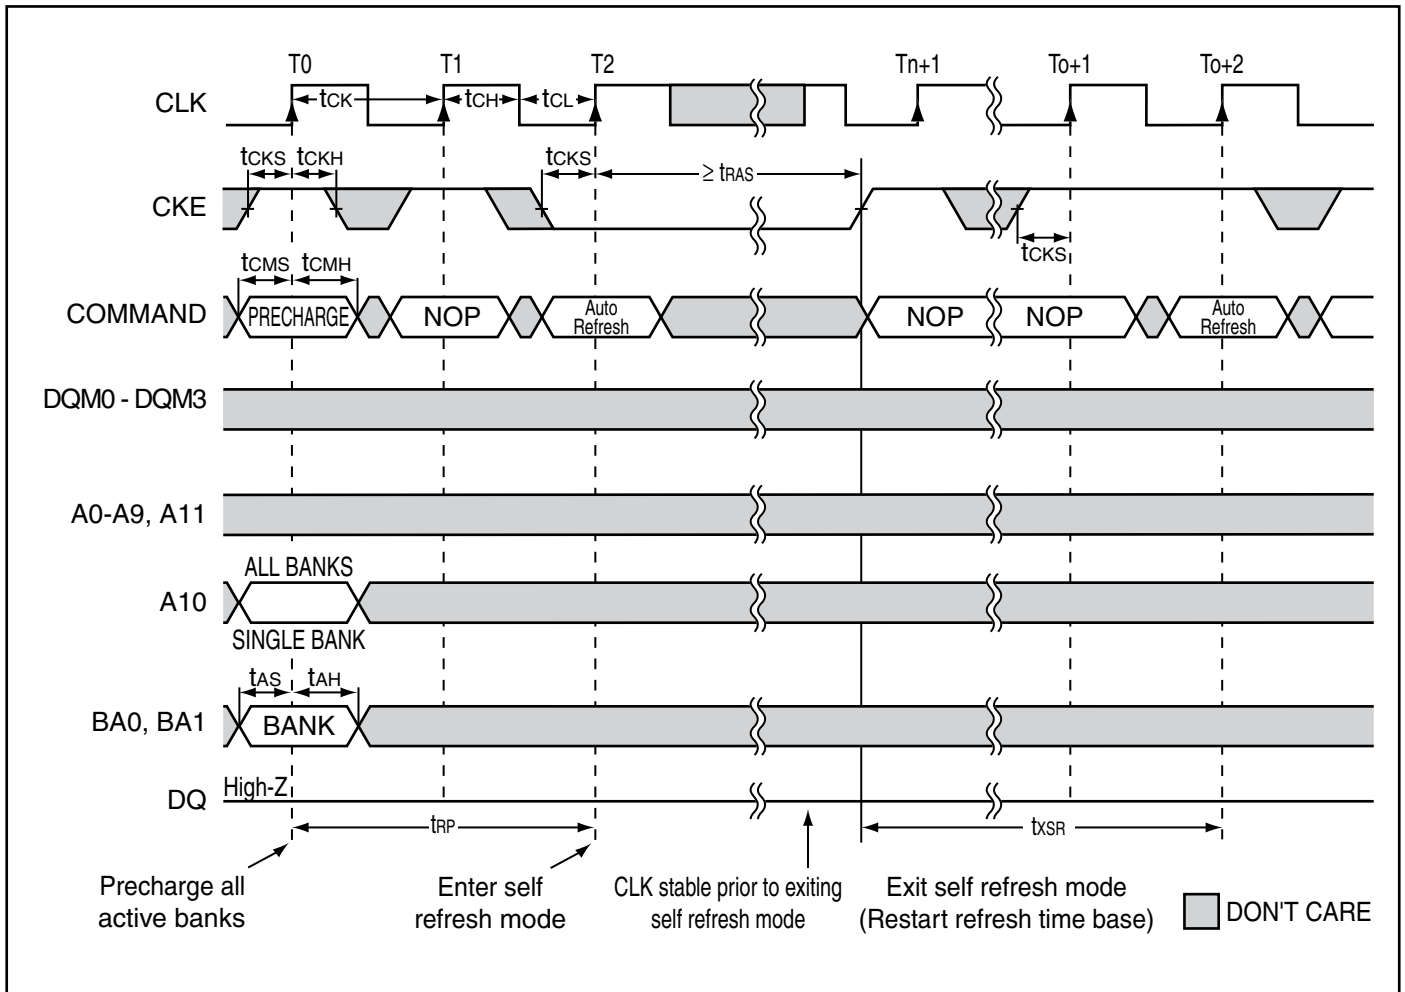 T0 T1 T2 Tn+1 To+1 To+2
CLK tCK tCH tCL
tCKS tCKH tCKS ≥ tRAS
CKE
tCKS
tCMS tCMH
COMMAND PRECHARGE NOP Auto Refresh NOP NOP Auto Refresh
DQM0 - DQM3
A0-A9, A11
ALL BANKS
A10
SINGLE BANK
tAS tAH
BA0, BA1 BANK
DQ High-Z
tRP tXSR
Precharge all
active banks
Enter self
refresh mode
CLK stable prior to exiting
self refresh mode
Exit self refresh mode
(Restart refresh time base)
DON'T CARE